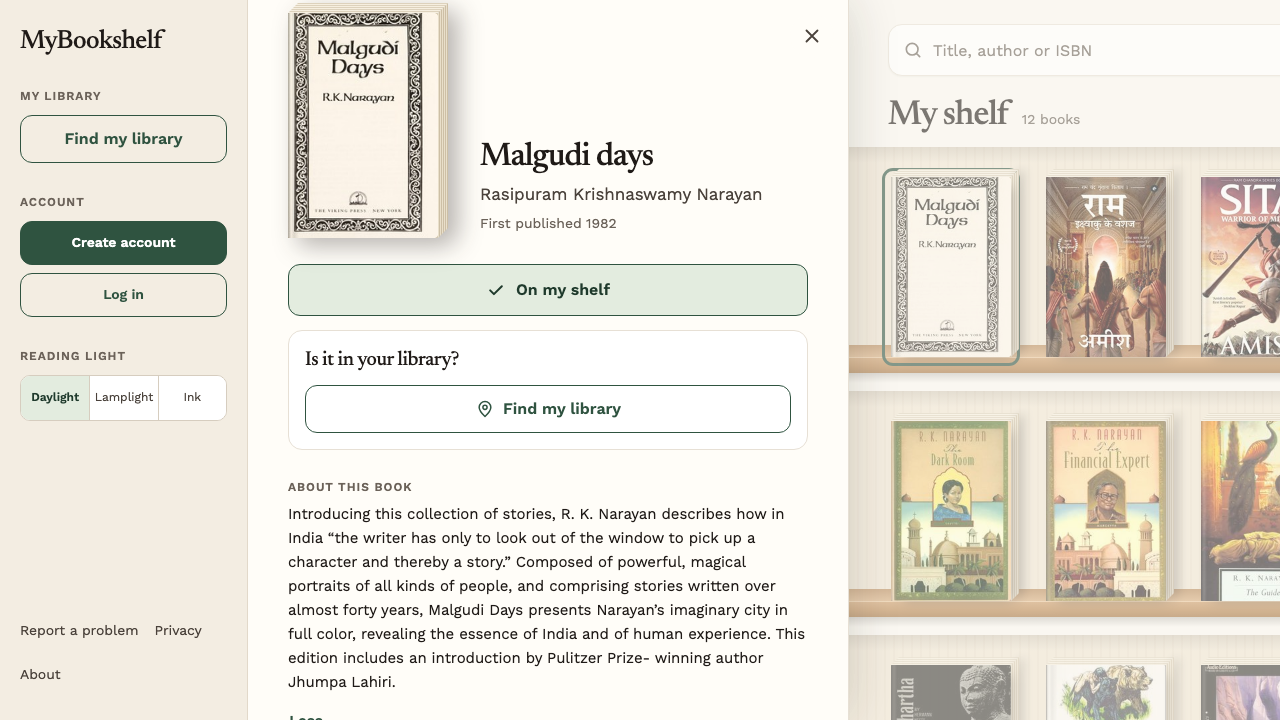 MyBookshelf
MY LIBRARY
Find my library
ACCOUNT
Create account
Log in
READING LIGHT
Daylight
Lamplight
Ink
Report a problem
Privacy
About
Malgudi
Days
R.K.Narayan
THE VIKING PRESS · NEW YORK
Malgudi days
Rasipuram Krishnaswamy Narayan
First published 1982
On my shelf
Is it in your library?
Find my library
ABOUT THIS BOOK
Introducing this collection of stories, R. K. Narayan describes how in
India “the writer has only to look out of the window to pick up a
character and thereby a story.” Composed of powerful, magical
portraits of all kinds of people, and comprising stories written over
almost forty years, Malgudi Days presents Narayan’s imaginary city in
full color, revealing the essence of India and of human experience. This
edition includes an introduction by Pulitzer Prize- winning author
Jhumpa Lahiri.
Title, author or ISBN
My shelf
12 books
Malgudi
Days
R.K.Narayan
राम
इक्ष्वाकु के वंशज
अमीश
SITA
WARRIOR OF M
AMIS
R. K. NARAYAN
The
Dark Room
R. K. NARAYAN
The
Financial Expert
R. K. NARA
The Guide